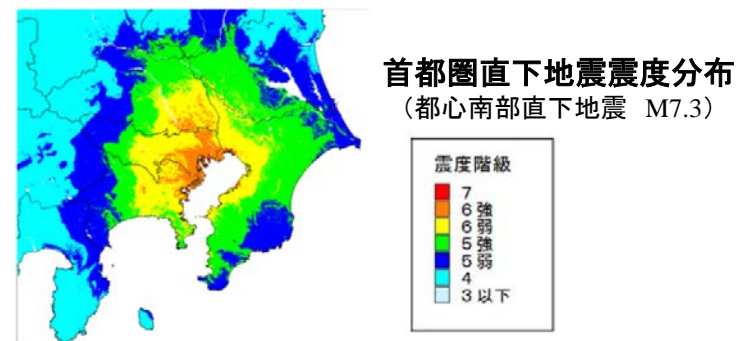 首都圏直下地震震度分布
（都心南部直下地震 M7.3）
震度階級
7
6強
6弱
5強
5弱
4
3以下